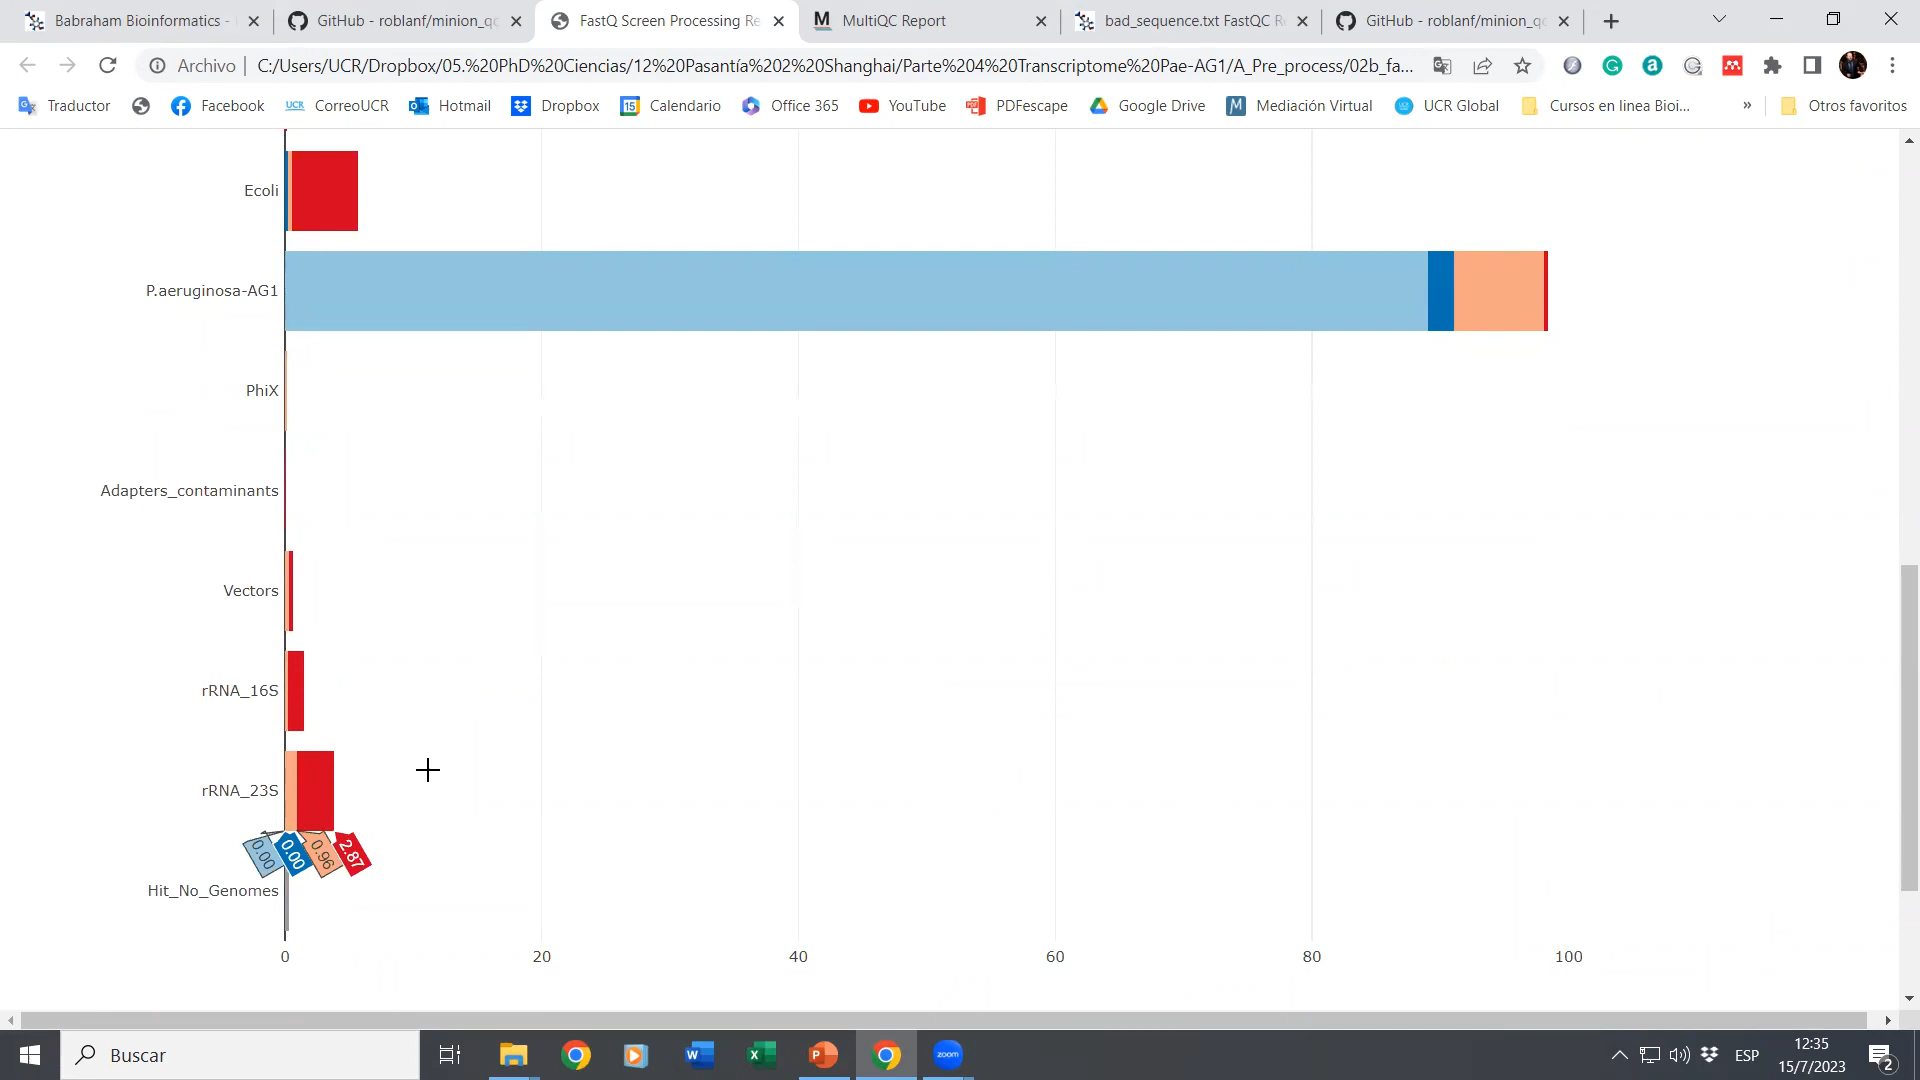 Babraham Bioinformatics -
GitHub - roblanf/minion_qc
FastQ Screen Processing Re
MultiQC Report
bad_sequence.txt FastQC R
GitHub - roblanf/minion_qc
Archivo
C:/Users/UCR/Dropbox/05.%20PhD%20Ciencias/12%20Pasantía%202%20Shanghai/Parte%204%20Transcriptome%20Pae-AG1/A_Pre_process/02b_fa...
Traductor
Facebook
UCR CorreoUCR
Hotmail
Dropbox
15 Calendario
Office 365
YouTube
PDFescape
Google Drive
Mediación Virtual
UCR Global
Cursos en linea Bioi...
»
Otros favoritos
Ecoli
P.aeruginosa-AG1
PhiX
Adapters_contaminants
Vectors
rRNA_16S
rRNA_23S
0.00 0.00 0.96 2.87
Hit_No_Genomes
0 20 40 60 80 100
Buscar
zoom
ESP
12:35
15/7/2023
2